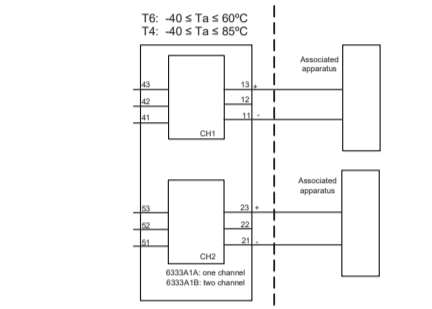 T6: -40 ≤ Ta ≤ 60ºC
T4: -40 ≤ Ta ≤ 85ºC
Associated
apparatus
43
13 +
42
12
41
11 -
CH1
Associated
apparatus
53
23 +
52
22
51
21 -
CH2
6333A1A: one channel
6333A1B: two channel